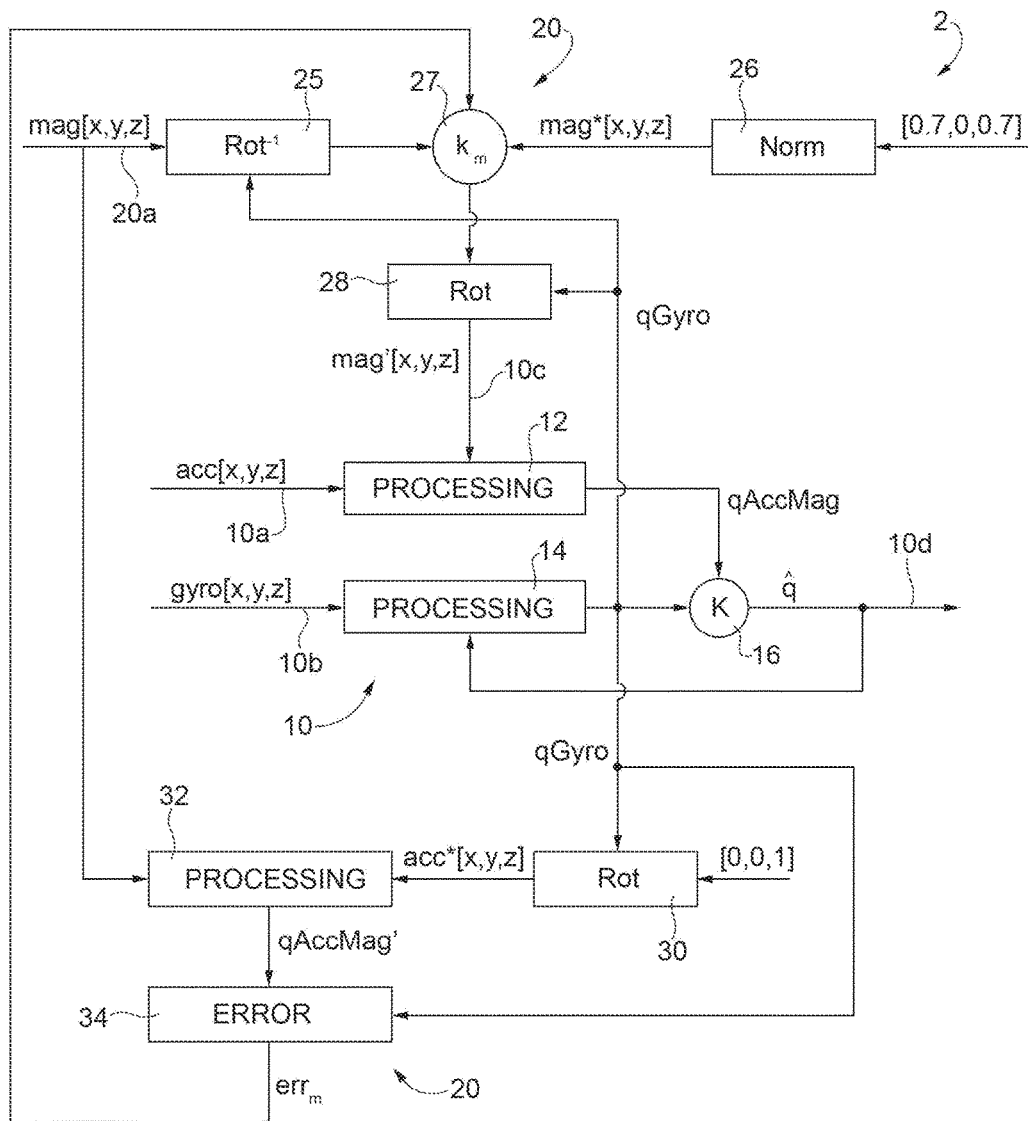 20
2
25
27
26
mag[x,y,z]
mag*[x,y,z]
[0.7,0,0.7]
Rot⁻¹
kₘ
Norm
20a
28
Rot
qGyro
mag'[x,y,z]
10c
12
acc[x,y,z]
PROCESSING
qAccMag
10a
14
10d
gyro[x,y,z]
PROCESSING
K
q̂
10b
16
10
qGyro
32
acc*[x,y,z]
[0,0,1]
PROCESSING
Rot
qAccMag'
30
34
ERROR
errₘ
20